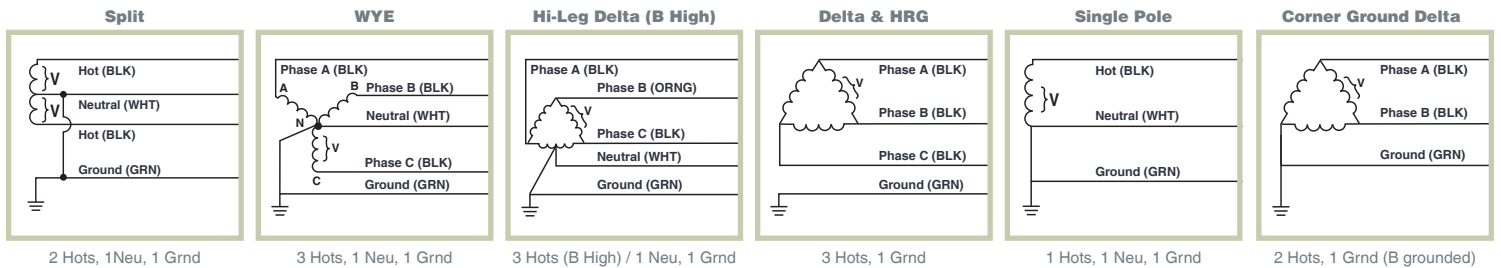 Split
V
Hot (BLK)
V
Neutral (WHT)
Hot (BLK)
Ground (GRN)
2 Hots, 1Neu, 1 Grnd
WYE
Phase A (BLK)
A
B
Phase B (BLK)
N
Neutral (WHT)
V
Phase C (BLK)
C
Ground (GRN)
3 Hots, 1 Neu, 1 Grnd
Hi-Leg Delta (B High)
Phase A (BLK)
Phase B (ORNG)
V
Phase C (BLK)
Neutral (WHT)
Ground (GRN)
3 Hots (B High) / 1 Neu, 1 Grnd
Delta & HRG
Phase A (BLK)
V
Phase B (BLK)
Phase C (BLK)
Ground (GRN)
3 Hots, 1 Grnd
Single Pole
Hot (BLK)
V
Neutral (WHT)
Ground (GRN)
1 Hots, 1 Neu, 1 Grnd
Corner Ground Delta
Phase A (BLK)
V
Phase B (BLK)
Ground (GRN)
2 Hots, 1 Grnd (B grounded)